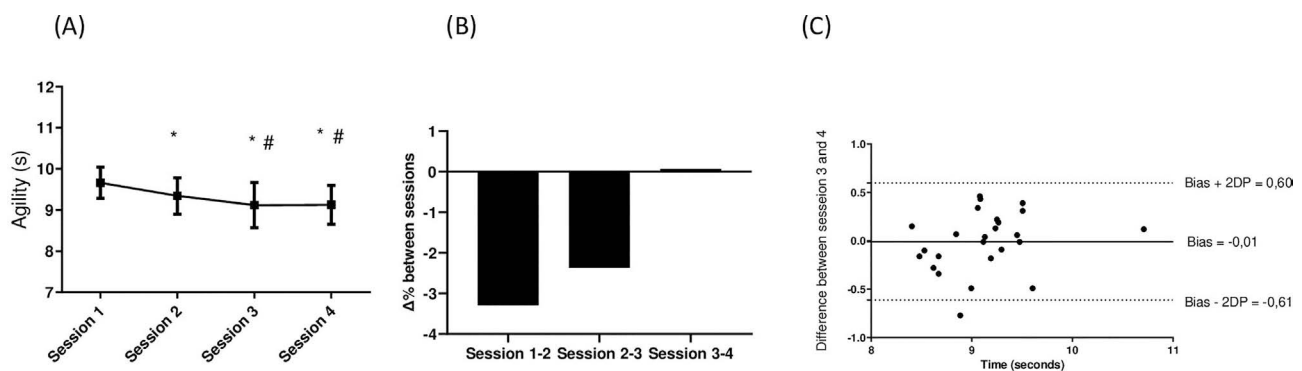 (A)
(B)
(C)
Agility (s)
12
11
10
9
8
7
*
* #
* #
Session 1
Session 2
Session 3
Session 4
Δ% between sessions
1
0
-1
-2
-3
-4
Session 1-2
Session 2-3
Session 3-4
Difference between sesseion 3 and 4
1.0
0.5
0.0
-0.5
-1.0
Bias + 2DP = 0,60
Bias = -0,01
Bias - 2DP = -0,61
8
9
10
11
Time (seconds)